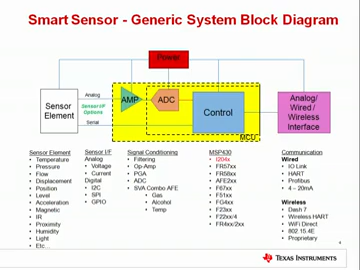 Smart Sensor - Generic System Block Diagram
Power
Sensor
Element
Analog
Sensor I/F
Options
Serial
AMP
ADC
Control
MCU
Analog/
Wired /
Wireless
Interface
Sensor Element
• Temperature
• Pressure
• Flow
• Displacement
• Position
• Level
• Acceleration
• Magnetic
• IR
• Proximity
• Humidity
• Light
• Etc...
Sensor I/F
Analog
• Voltage
• Current
Digital
• I2C
• SPI
• GPIO
Signal Conditioning
• Filtering
• Op-Amp
• PGA
• ADC
• SVA Combo AFE
• Gas
• Alcohol
• Temp
MSP430
• I204x
• FR57xx
• FR58xx
• AFE2xx
• F67xx
• F51xx
• FG4xx
• F23xx
• F22xx/4
• FR4xx/2xx
Communication
Wired
• IO Link
• HART
• Profibus
• 4 – 20mA
Wireless
• Dash 7
• Wireless HART
• WiFi Direct
• 802.15.4E
• Proprietary
4
TEXAS INSTRUMENTS